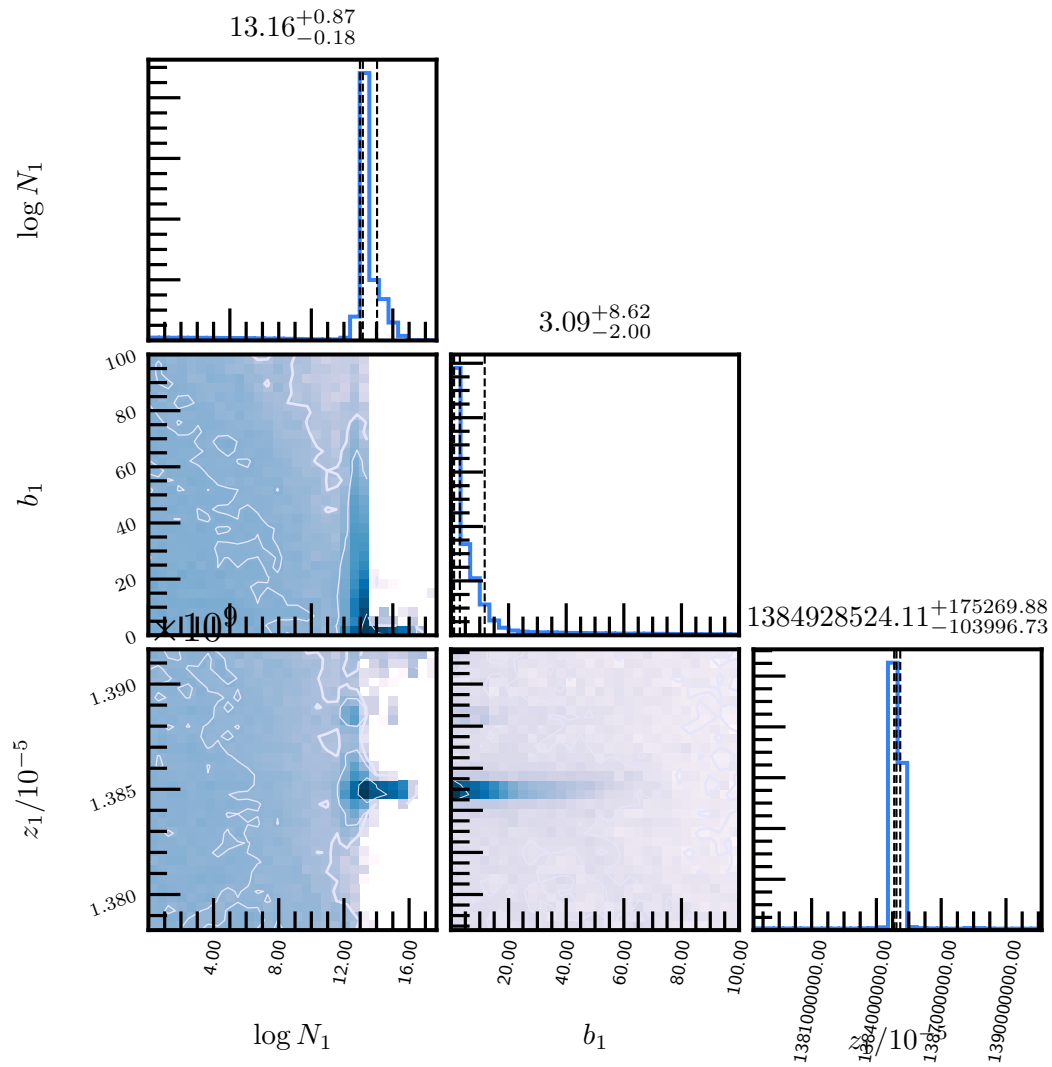 13.16^{+0.87}_{-0.18}
log N_1
3.09^{+8.62}_{-2.00}
b_1
100
80
60
40
20
0
×10^9
1384928524.11^{+175269.88}_{-103996.73}
z_1/10^{-5}
1.390
1.385
1.380
4.00 8.00 12.00 16.00
20.00 40.00 60.00 80.00 100.00
1381000000.00 1384000000.00 1387000000.00 1390000000.00
log N_1 b_1 z_1/10^{-5}